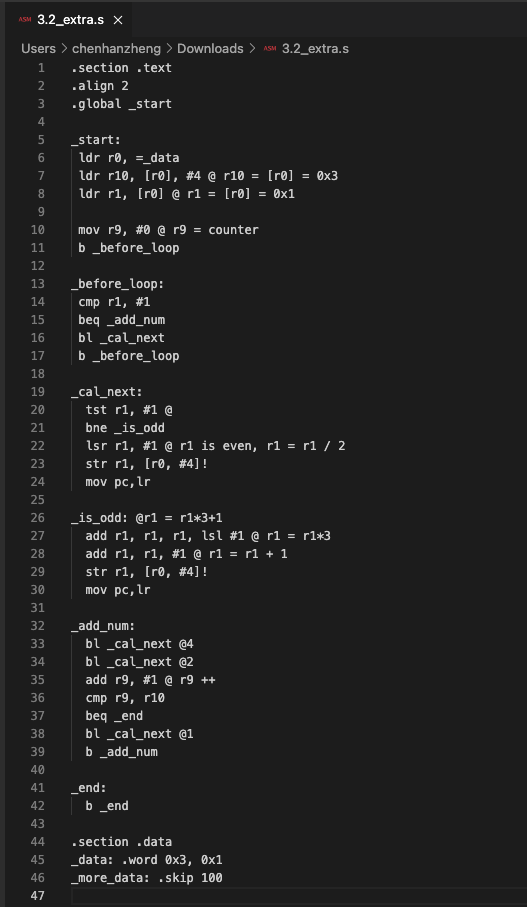 ASM 3.2_extra.s ×
Users > chenhanzheng > Downloads > ASM 3.2_extra.s
1 .section .text
2 .align 2
3 .global _start
4
5 _start:
6 ldr r0, =_data
7 ldr r10, [r0], #4 @ r10 = [r0] = 0x3
8 ldr r1, [r0] @ r1 = [r0] = 0x1
9
10 mov r9, #0 @ r9 = counter
11 b _before_loop
12
13 _before_loop:
14 cmp r1, #1
15 beq _add_num
16 bl _cal_next
17 b _before_loop
18
19 _cal_next:
20 tst r1, #1 @
21 bne _is_odd
22 lsr r1, #1 @ r1 is even, r1 = r1 / 2
23 str r1, [r0, #4]!
24 mov pc,lr
25
26 _is_odd: @r1 = r1*3+1
27 add r1, r1, r1, lsl #1 @ r1 = r1*3
28 add r1, r1, #1 @ r1 = r1 + 1
29 str r1, [r0, #4]!
30 mov pc,lr
31
32 _add_num:
33 bl _cal_next @4
34 bl _cal_next @2
35 add r9, #1 @ r9 ++
36 cmp r9, r10
37 beq _end
38 bl _cal_next @1
39 b _add_num
40
41 _end:
42 b _end
43
44 .section .data
45 _data: .word 0x3, 0x1
46 _more_data: .skip 100
47